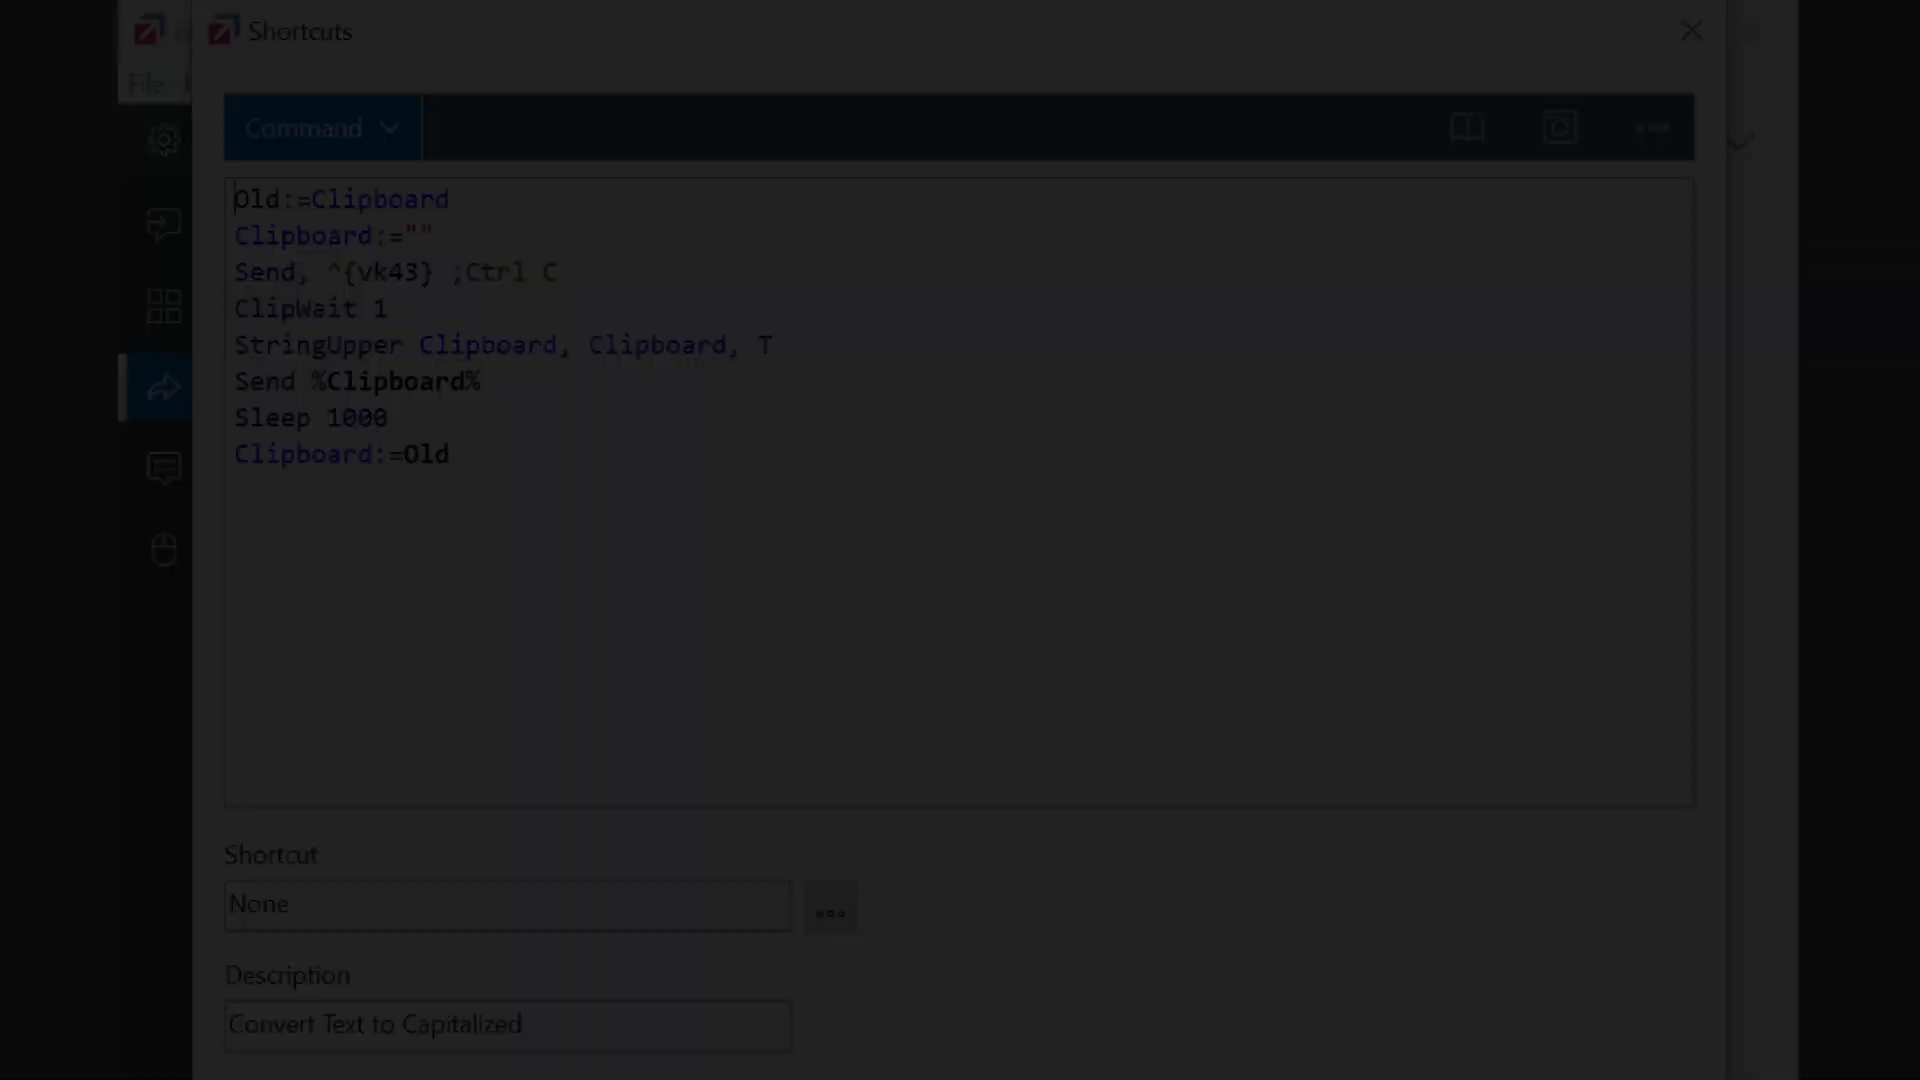 Shortcuts
File
Command
Old:=Clipboard
Clipboard:=""
Send, ^{vk43} ;Ctrl C
ClipWait 1
StringUpper Clipboard, Clipboard, T
Send %Clipboard%
Sleep 1000
Clipboard:=Old
Shortcut
None
...
Description
Convert Text to Capitalized